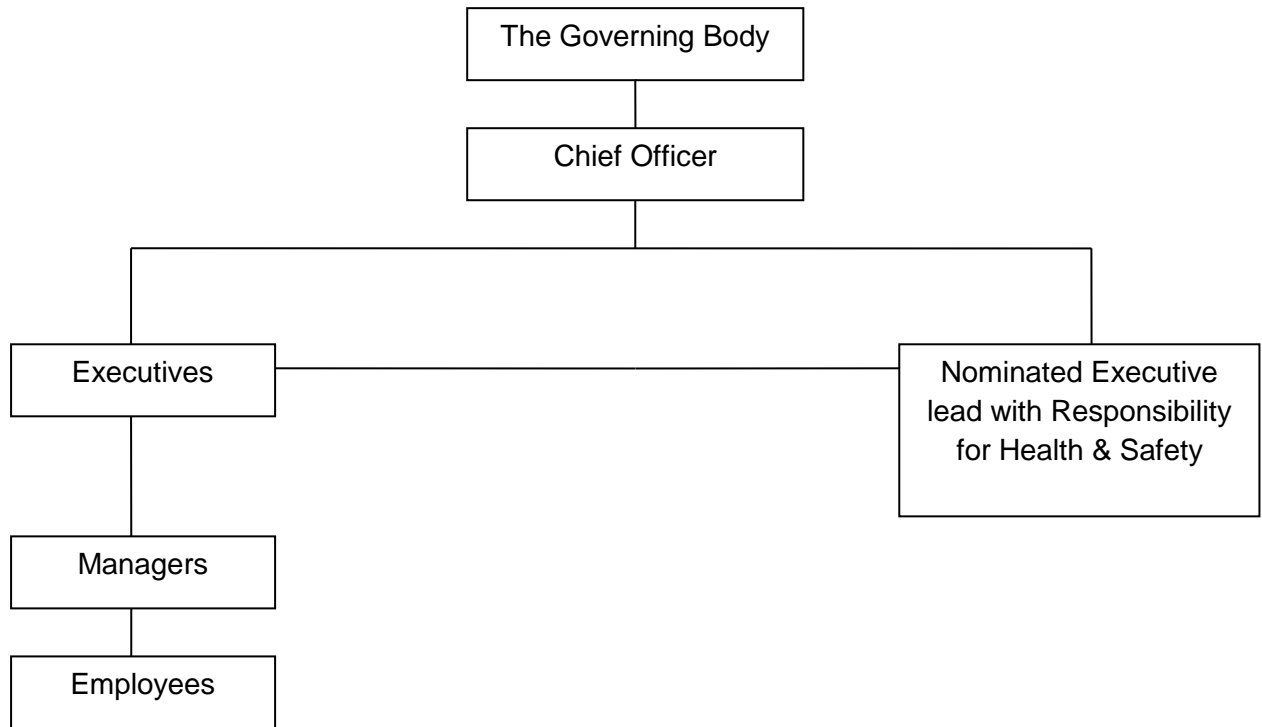 The Governing Body
Chief Officer
Executives
Nominated Executive
lead with Responsibility
for Health & Safety
Managers
Employees